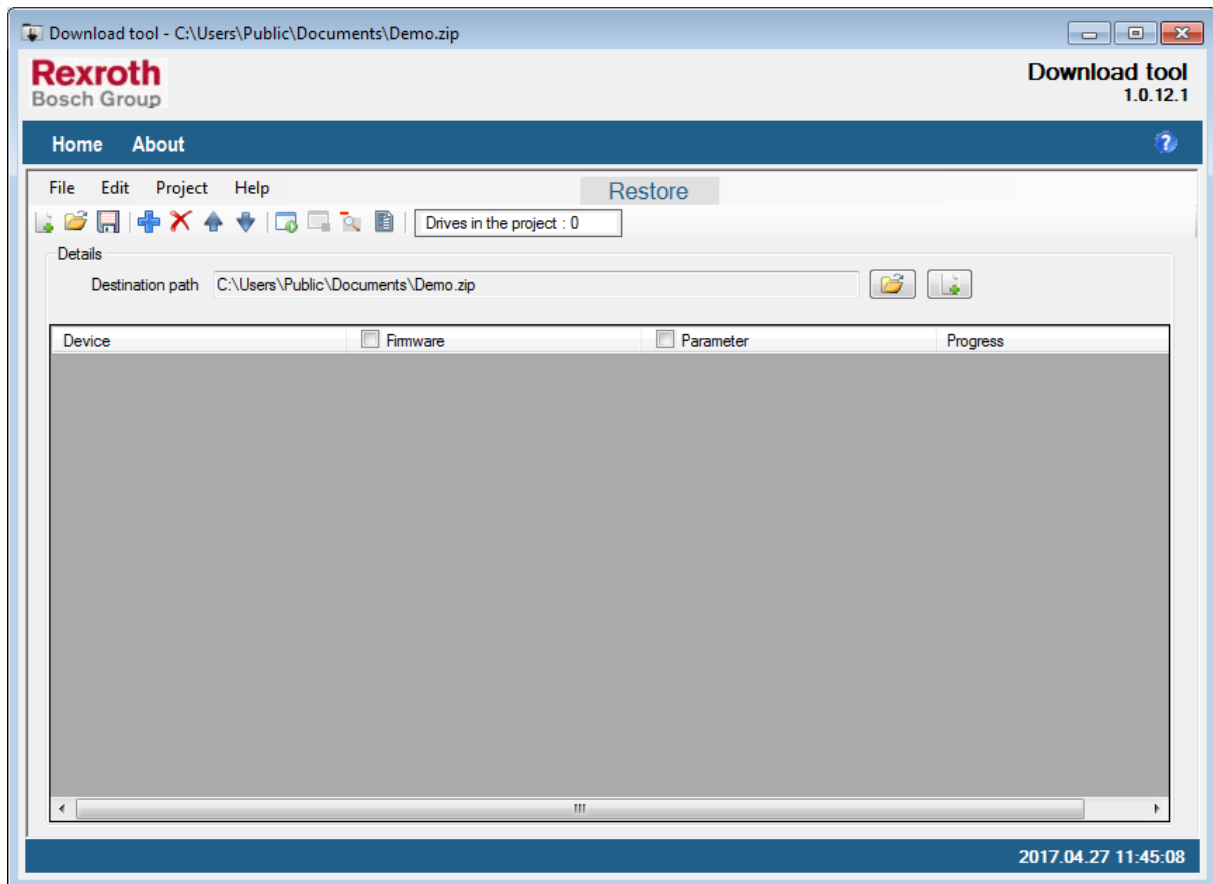 Download tool - C:\Users\Public\Documents\Demo.zip
Rexroth
Bosch Group
Download tool
1.0.12.1
Home About
File Edit Project Help
Restore
Drives in the project : 0
Details
Destination path C:\Users\Public\Documents\Demo.zip
Device Firmware Parameter Progress
2017.04.27 11:45:08